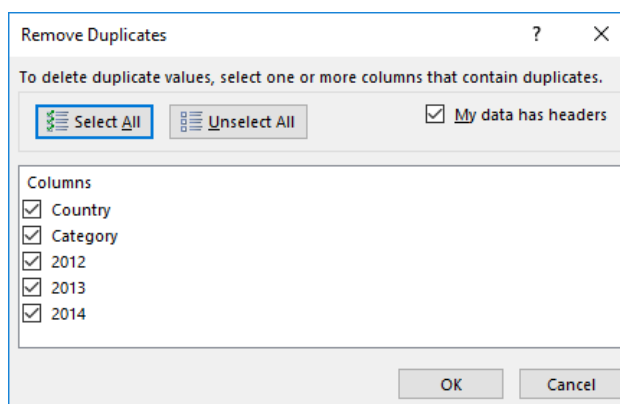 Remove Duplicates ?
To delete duplicate values, select one or more columns that contain duplicates.
Select All Unselect All My data has headers
Columns
Country
Category
2012
2013
2014
OK Cancel